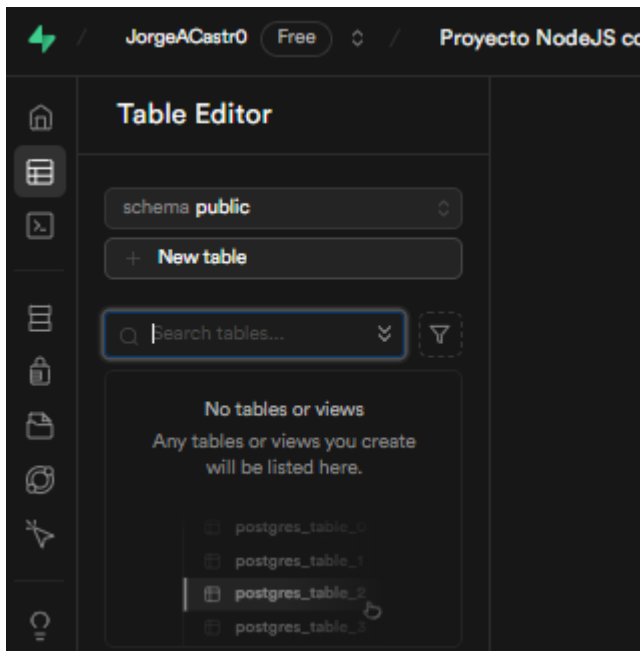 JorgeACastr0 Free Proyecto NodeJS co
Table Editor
schema public
New table
Search tables...
No tables or views
Any tables or views you create
will be listed here.
postgres_table_0
postgres_table_1
postgres_table_2
postgres_table_3